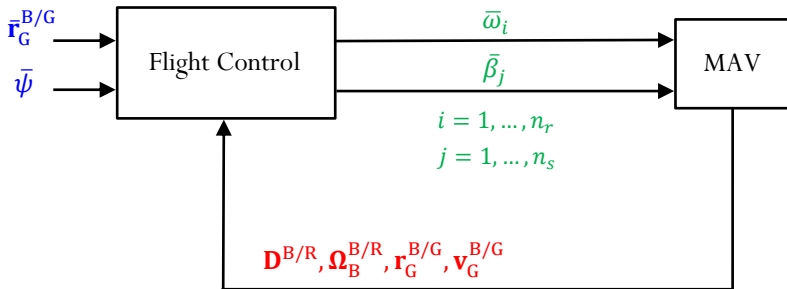 r̄_G^{B/G}
ψ̄
Flight Control
ω̄_i
β̄_j
MAV
i = 1, … , n_r
j = 1, … , n_s
D^{B/R}, Ω_B^{B/R}, r_G^{B/G}, v_G^{B/G}